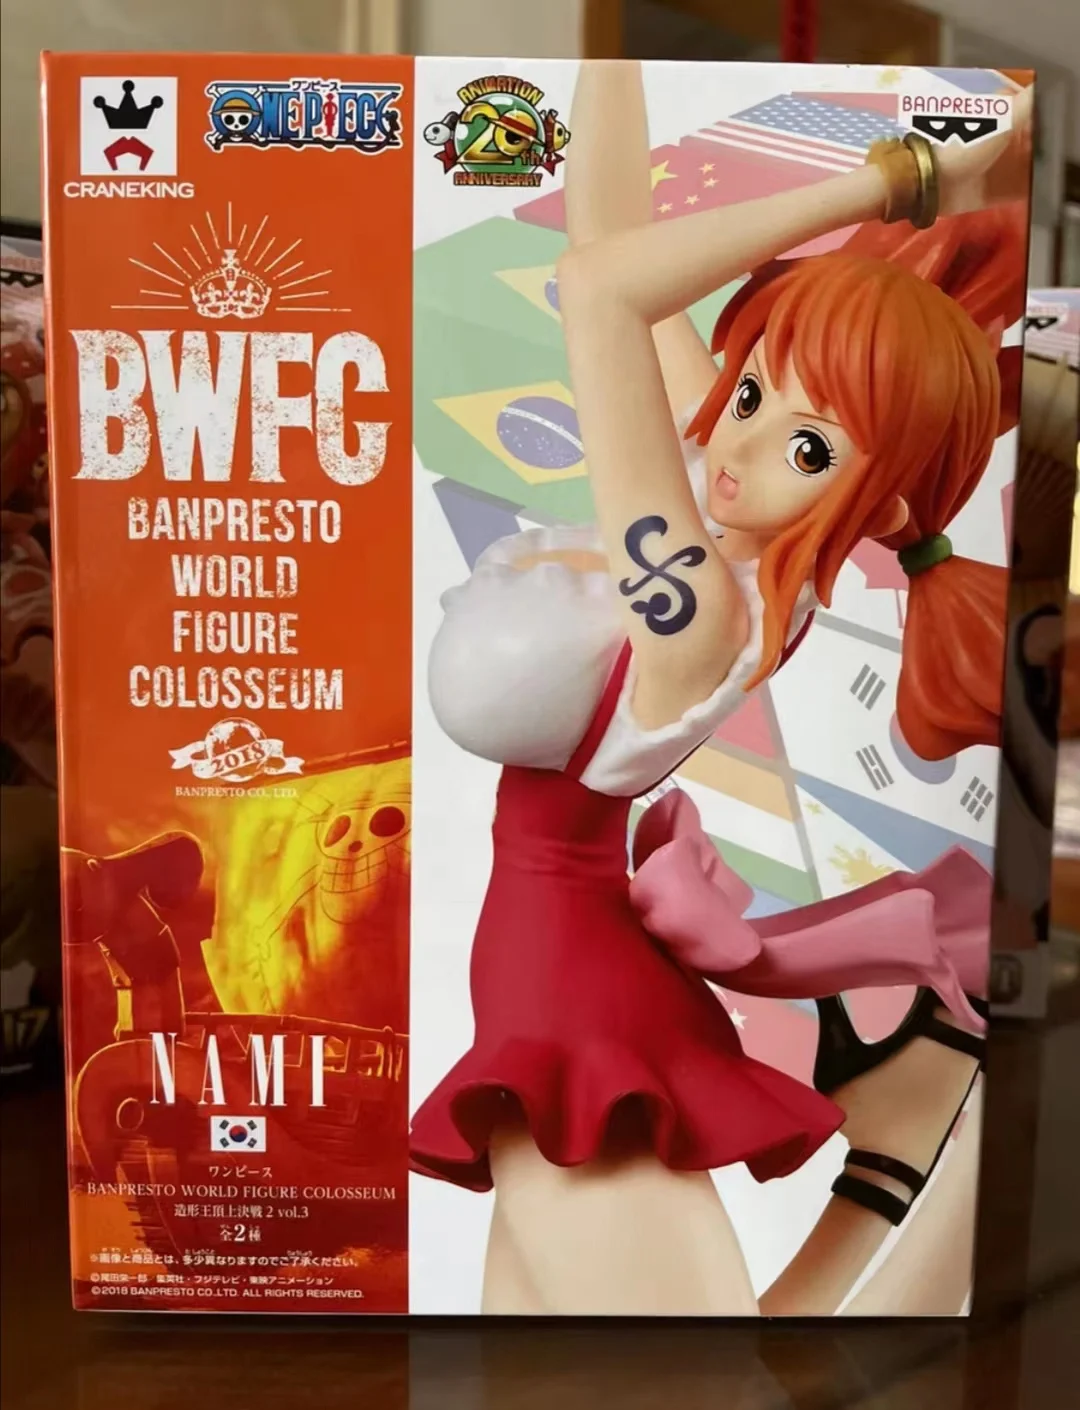 CRANEKING
ワンピース
ONE PIECE
ANIMATION
20th
ANNIVERSARY
BANPRESTO
BWFC
BANPRESTO
WORLD
FIGURE
COLOSSEUM
2018
BANPRESTO CO., LTD.
NAMI
ワンピース
BANPRESTO WORLD FIGURE COLOSSEUM
造形王頂上決戦2 vol.3
全2種
※画像と商品とは、多少異なりますのでご了承ください。
©尾田栄一郎/集英社・フジテレビ・東映アニメーション
©2018 BANPRESTO CO.,LTD. ALL RIGHTS RESERVED.